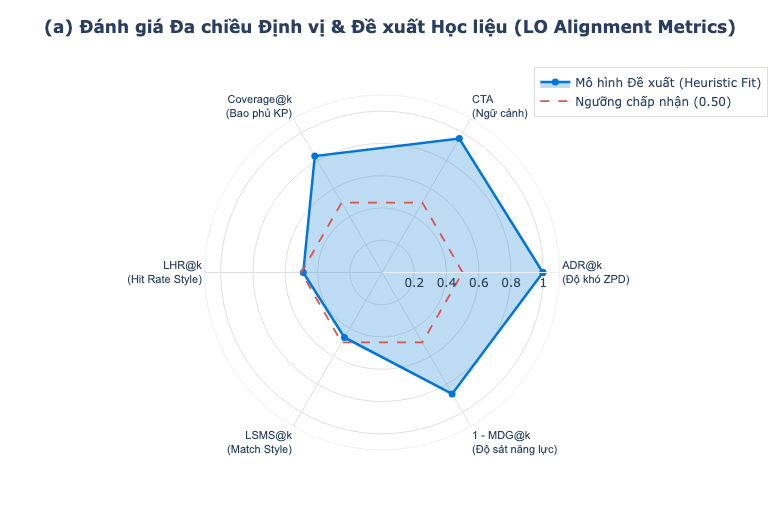 (a) Đánh giá Đa chiều Định vị & Đề xuất Học liệu (LO Alignment Metrics)
Mô hình Đề xuất (Heuristic Fit)
Ngưỡng chấp nhận (0.50)
Coverage@k
(Bao phủ KP)
CTA
(Ngữ cảnh)
LHR@k
(Hit Rate Style)
0.2 0.4 0.6 0.8 1
ADR@k
(Độ khó ZPD)
LSMS@k
(Match Style)
1 - MDG@k
(Độ sát năng lực)